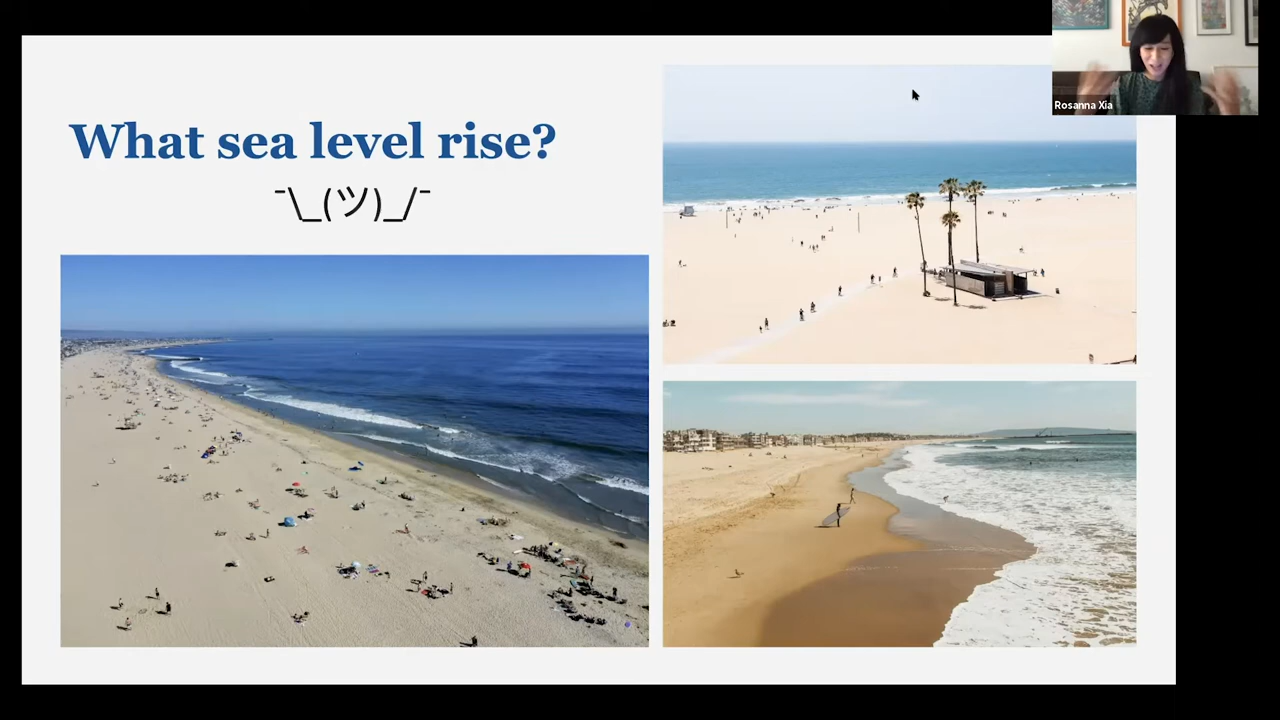 What sea level rise?
¯\_(ツ)_/¯
Rosanna Xia